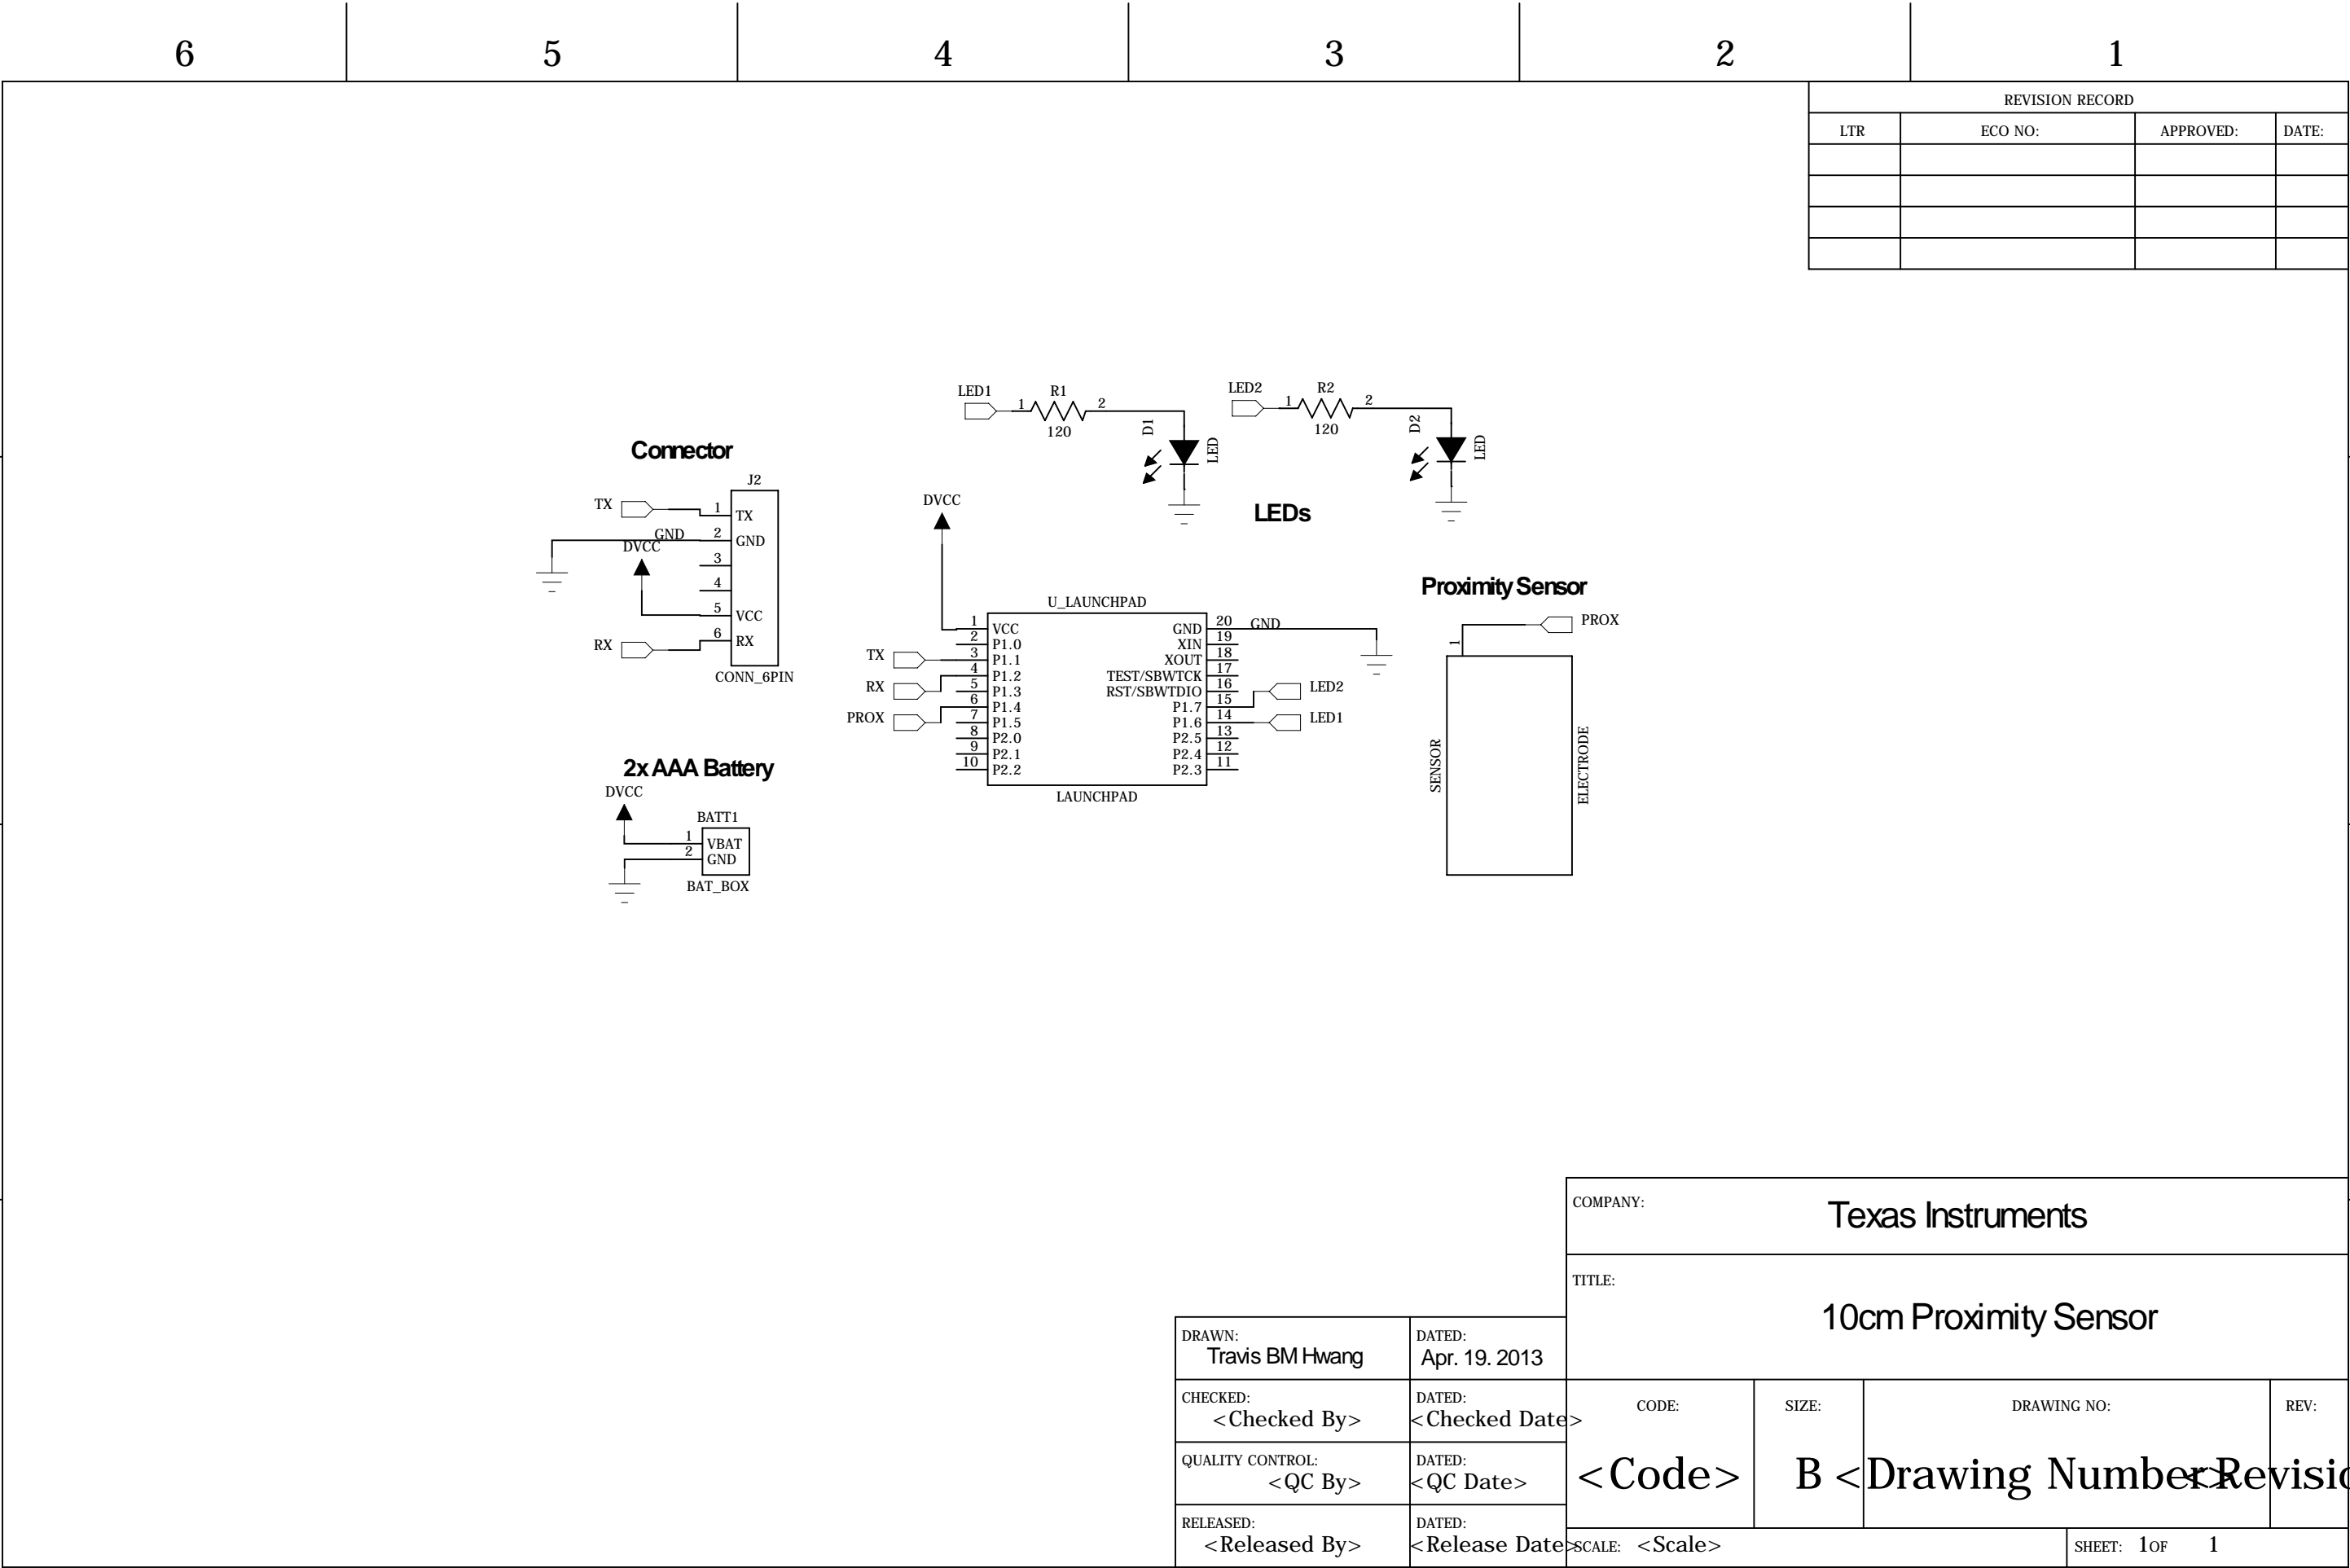 6 5 4 3 2 1
REVISION RECORD
LTR ECO NO: APPROVED: DATE:
LED1 1 R1 2
120
D1 LED
LED2 1 R2 2
120
D2 LED
LEDs
Connector
J2
TX 1 TX
GND 2 GND
DVCC 3
4
5 VCC
RX 6 RX
CONN_6PIN
DVCC
U_LAUNCHPAD
1 VCC GND 20 GND
2 P1.0 XIN 19
TX 3 P1.1 XOUT 18
4 P1.2 TEST/SBWTCK 17
RX 5 P1.3 RST/SBWTDIO 16 LED2
6 P1.4 P1.7 15
PROX 7 P1.5 P1.6 14 LED1
8 P2.0 P2.5 13
9 P2.1 P2.4 12
10 P2.2 P2.3 11
LAUNCHPAD
Proximity Sensor
PROX
1
SENSOR
ELECTRODE
2x AAA Battery
DVCC
BATT1
1 VBAT
2 GND
BAT_BOX
COMPANY:
Texas Instruments
TITLE:
10cm Proximity Sensor
DRAWN: DATED:
Travis BM Hwang Apr. 19. 2013
CHECKED: DATED:
<Checked By> <Checked Date>
QUALITY CONTROL: DATED:
<QC By> <QC Date>
RELEASED: DATED:
<Released By> <Release Date>
CODE: SIZE: DRAWING NO: REV:
<Code> B <Drawing Number> <Revisio
SCALE: <Scale> SHEET: 1 OF 1